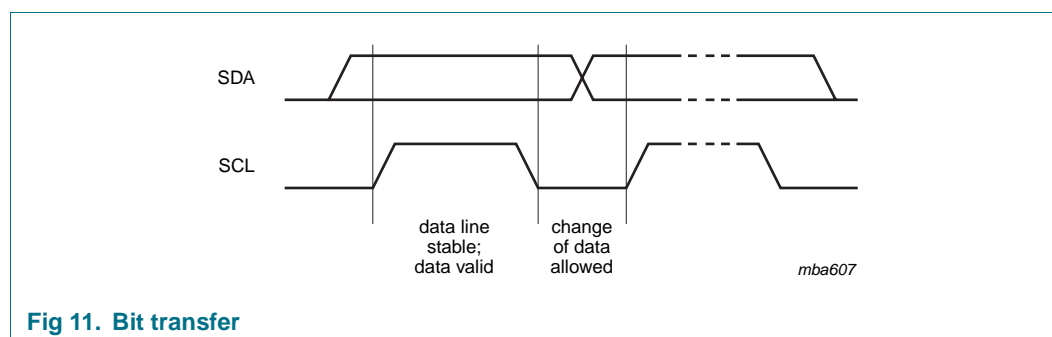 SDA
SCL
data line
stable;
data valid
change
of data
allowed
mba607
Fig 11. Bit transfer